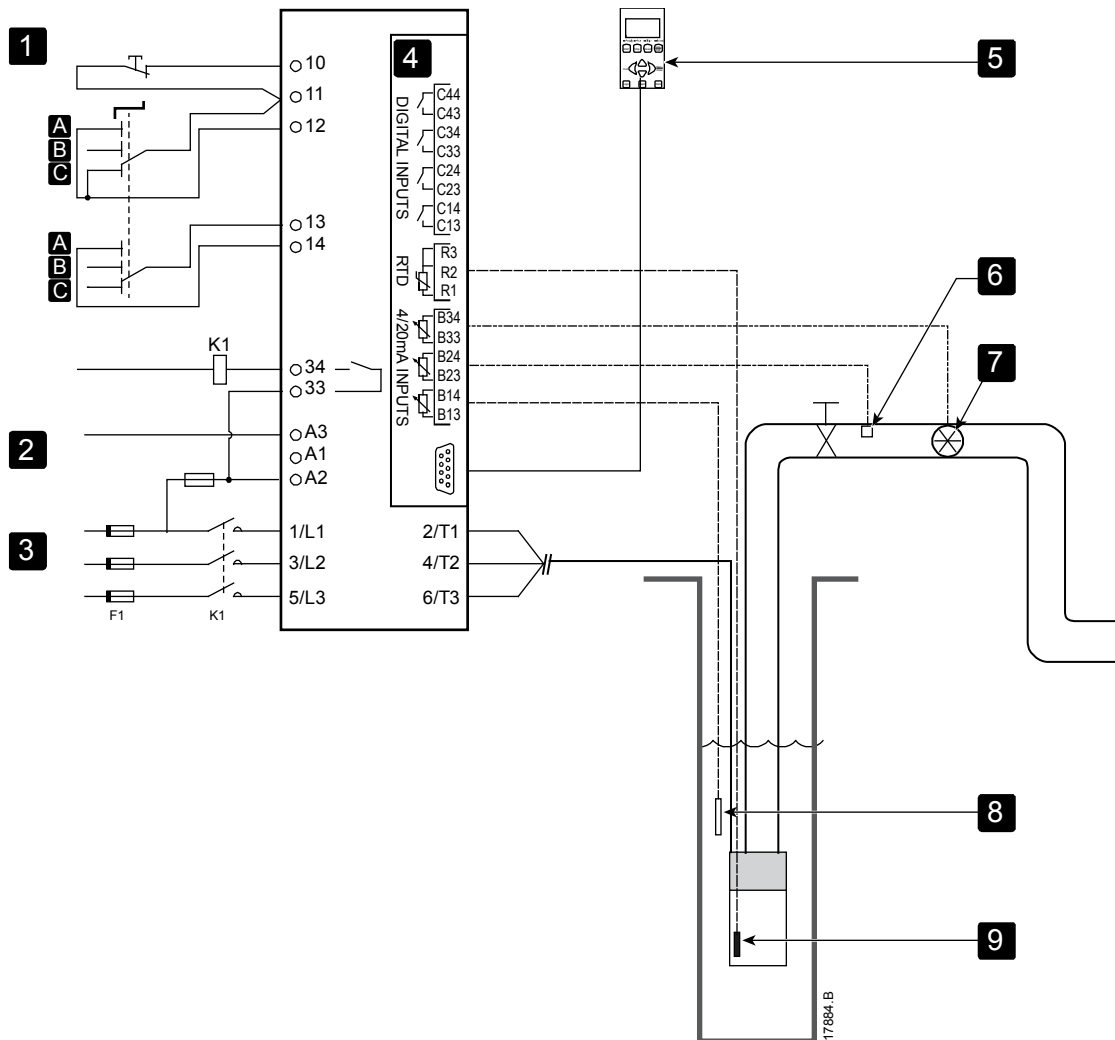 1
10
11
12
A
B
C
13
14
A
B
C
K1
34
33
2
A3
A1
A2
3
1/L1
3/L2
5/L3
F1
K1
2/T1
4/T2
6/T3
4
DIGITAL INPUTS
C44
C43
C34
C33
C24
C23
C14
C13
RTD
R3
R2
R1
4/20mA INPUTS
B34
B33
B24
B23
B14
B13
5
6
7
8
9
17884.B